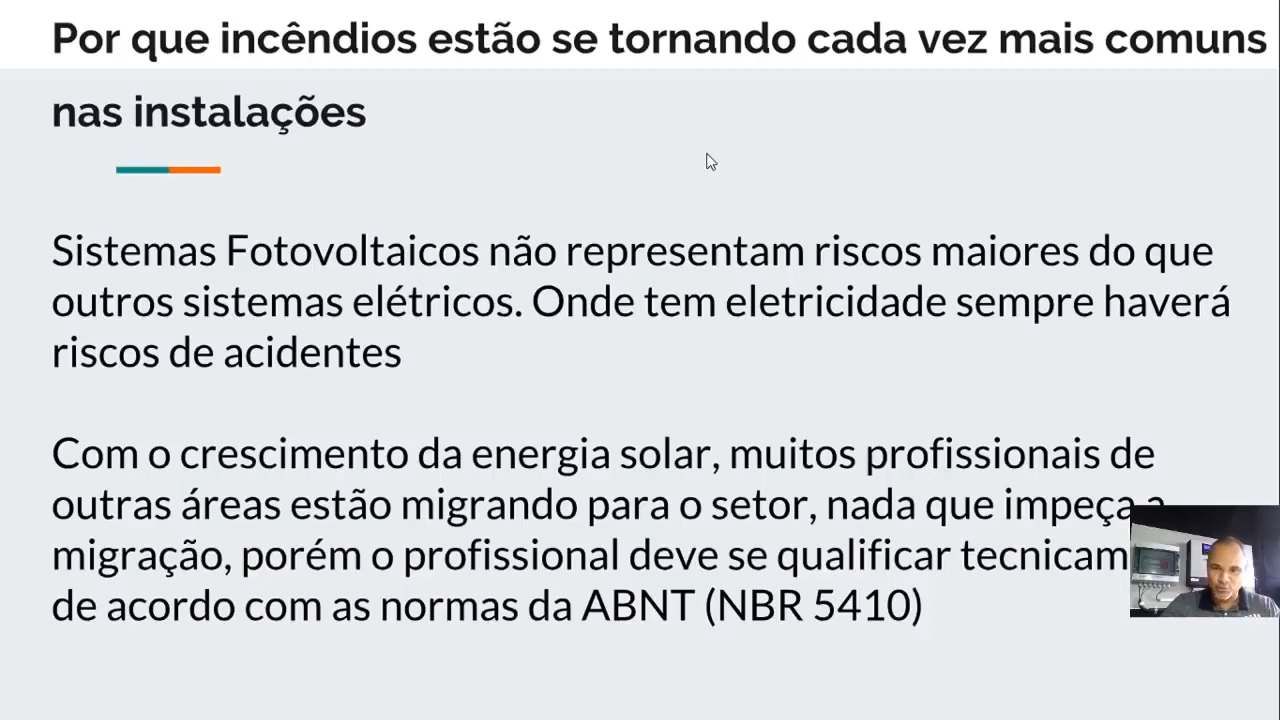 Por que incêndios estão se tornando cada vez mais comuns
nas instalações
Sistemas Fotovoltaicos não representam riscos maiores do que
outros sistemas elétricos. Onde tem eletricidade sempre haverá
riscos de acidentes
Com o crescimento da energia solar, muitos profissionais de
outras áreas estão migrando para o setor, nada que impeça a
migração, porém o profissional deve se qualificar tecnicam
de acordo com as normas da ABNT (NBR 5410)